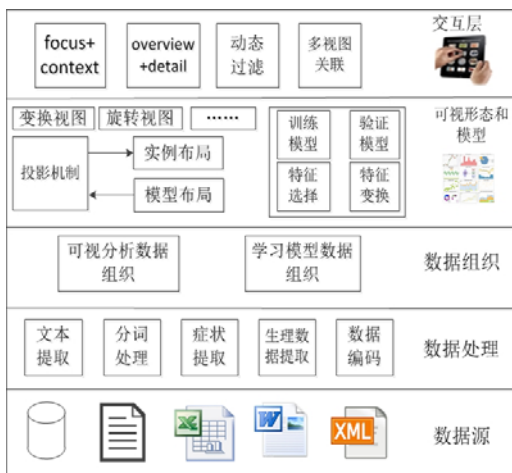 focus+
context
overview
+detail
动态
过滤
多视图
关联
交互层
变换视图
旋转视图
……
投影机制
实例布局
模型布局
训练
模型
验证
模型
特征
选择
特征
变换
可视形态和
模型
可视分析数据
组织
学习模型数据
组织
数据组织
文本
提取
分词
处理
症状
提取
生理数
据提取
数据
编码
数据处理
X
W
XML
数据源